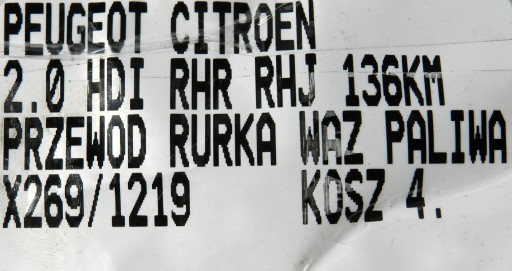 PEUGEOT CITROEN
2.0 HDI RHR RHJ 136KM
PRZEWOD RURKA WAZ PALIWA
X269/1219 KOSZ 4.